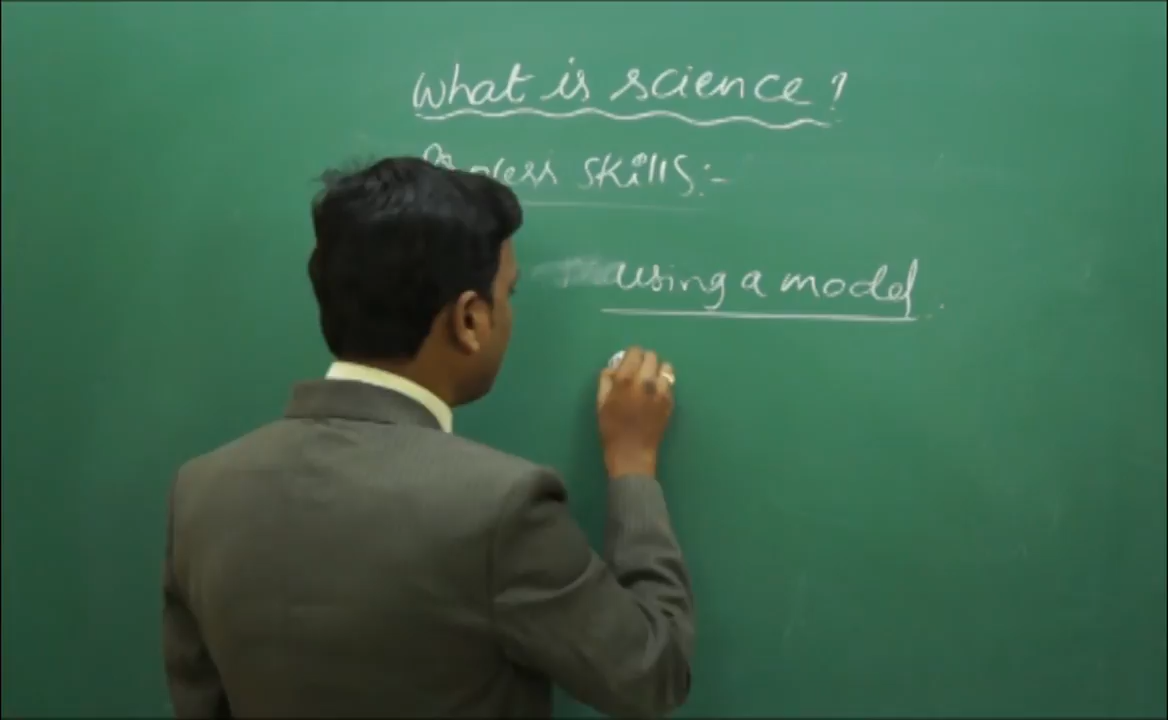 What is science?
Process skills:-
using a model.